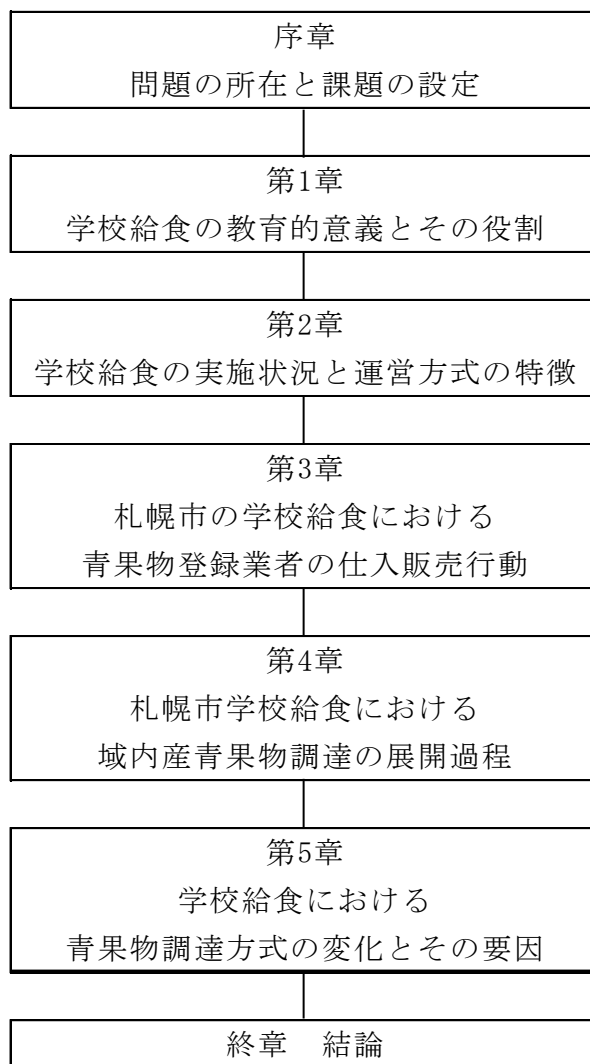 序章
問題の所在と課題の設定
第1章
学校給食の教育的意義とその役割
第2章
学校給食の実施状況と運営方式の特徴
第3章
札幌市の学校給食における
青果物登録業者の仕入販売行動
第4章
札幌市学校給食における
域内産青果物調達の展開過程
第5章
学校給食における
青果物調達方式の変化とその要因
終章　結論